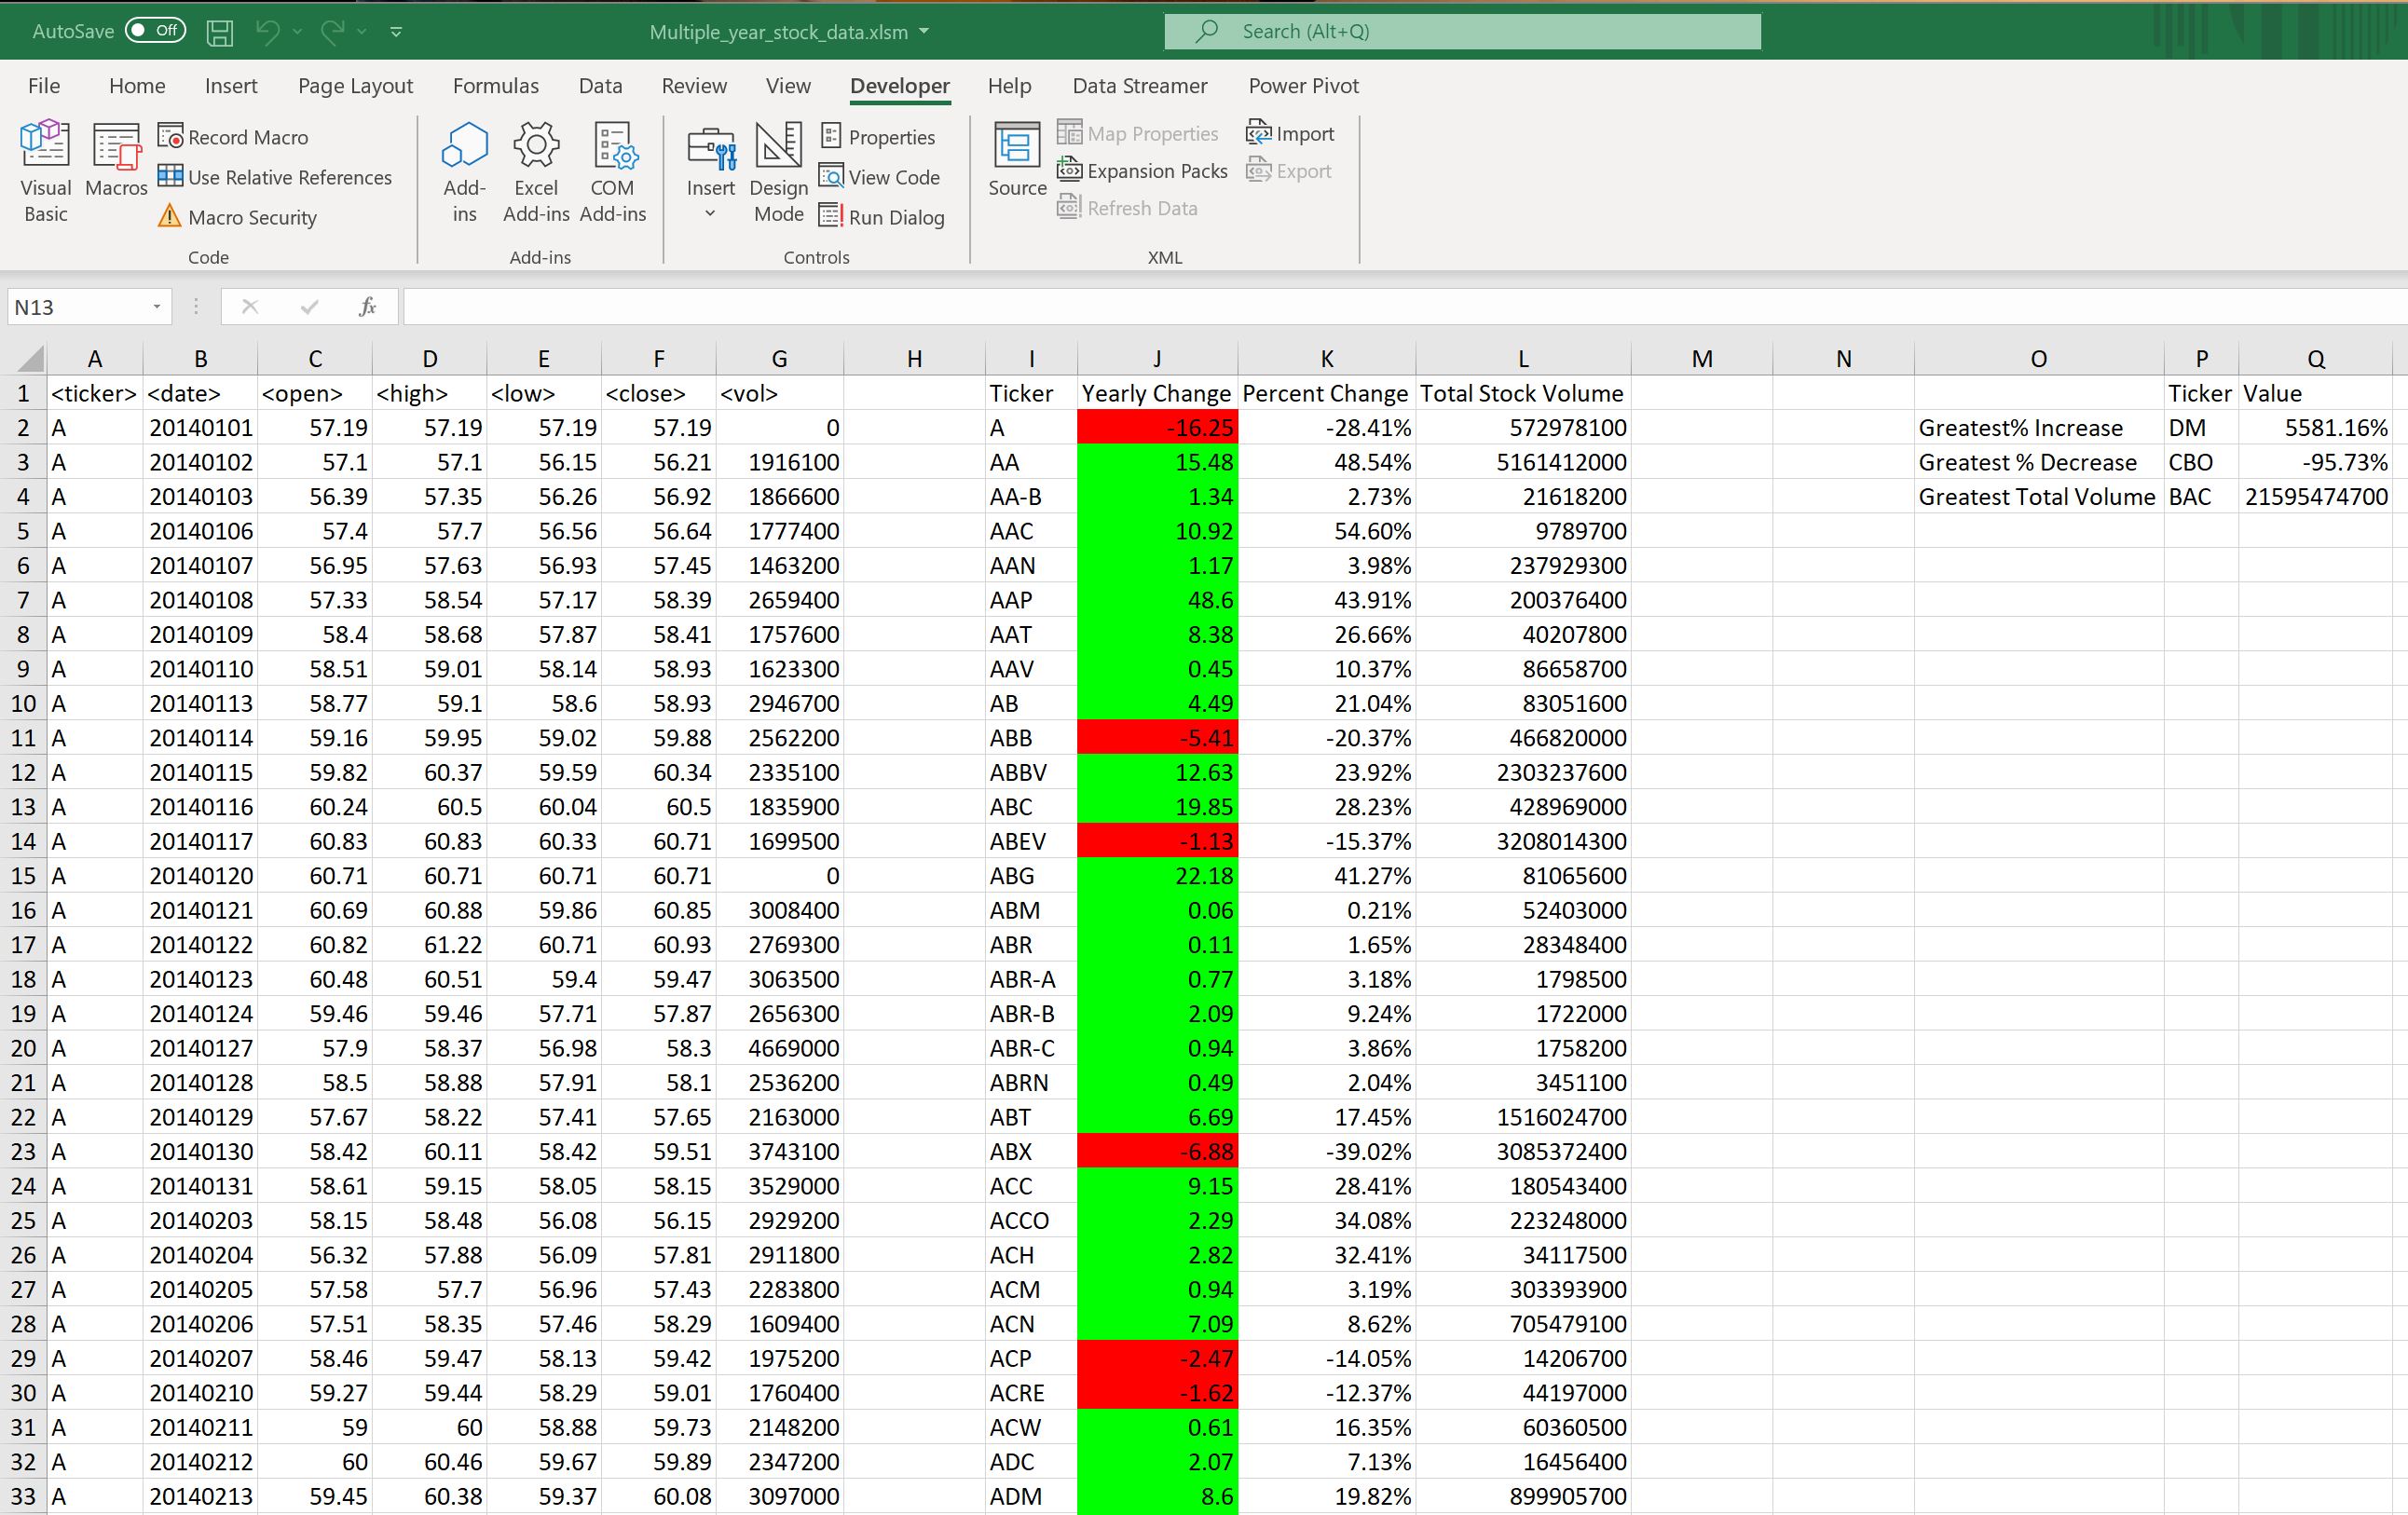 AutoSave Off Multiple_year_stock_data.xlsm Search (Alt+Q)
File Home Insert Page Layout Formulas Data Review View Developer Help Data Streamer Power Pivot
Visual Basic
Macros
Record Macro
Use Relative References
Macro Security
Code
Add-ins
Excel Add-ins
COM Add-ins
Add-ins
Insert
Design Mode
Properties
View Code
Run Dialog
Controls
Source
Map Properties
Expansion Packs
Refresh Data
Import
Export
XML
N13 fx
A B C D E F G H I J K L M N O P Q
1 <ticker> <date> <open> <high> <low> <close> <vol> Ticker Yearly Change Percent Change Total Stock Volume Ticker Value
2 A 20140101 57.19 57.19 57.19 57.19 0 A -16.25 -28.41% 572978100 Greatest% Increase DM 5581.16%
3 A 20140102 57.1 57.1 56.15 56.21 1916100 AA 15.48 48.54% 5161412000 Greatest % Decrease CBO -95.73%
4 A 20140103 56.39 57.35 56.26 56.92 1866600 AA-B 1.34 2.73% 21618200 Greatest Total Volume BAC 21595474700
5 A 20140106 57.4 57.7 56.56 56.64 1777400 AAC 10.92 54.60% 9789700
6 A 20140107 56.95 57.63 56.93 57.45 1463200 AAN 1.17 3.98% 237929300
7 A 20140108 57.33 58.54 57.17 58.39 2659400 AAP 48.6 43.91% 200376400
8 A 20140109 58.4 58.68 57.87 58.41 1757600 AAT 8.38 26.66% 40207800
9 A 20140110 58.51 59.01 58.14 58.93 1623300 AAV 0.45 10.37% 86658700
10 A 20140113 58.77 59.1 58.6 58.93 2946700 AB 4.49 21.04% 83051600
11 A 20140114 59.16 59.95 59.02 59.88 2562200 ABB -5.41 -20.37% 466820000
12 A 20140115 59.82 60.37 59.59 60.34 2335100 ABBV 12.63 23.92% 2303237600
13 A 20140116 60.24 60.5 60.04 60.5 1835900 ABC 19.85 28.23% 428969000
14 A 20140117 60.83 60.83 60.33 60.71 1699500 ABEV -1.13 -15.37% 3208014300
15 A 20140120 60.71 60.71 60.71 60.71 0 ABG 22.18 41.27% 81065600
16 A 20140121 60.69 60.88 59.86 60.85 3008400 ABM 0.06 0.21% 52403000
17 A 20140122 60.82 61.22 60.71 60.93 2769300 ABR 0.11 1.65% 28348400
18 A 20140123 60.48 60.51 59.4 59.47 3063500 ABR-A 0.77 3.18% 1798500
19 A 20140124 59.46 59.46 57.71 57.87 2656300 ABR-B 2.09 9.24% 1722000
20 A 20140127 57.9 58.37 56.98 58.3 4669000 ABR-C 0.94 3.86% 1758200
21 A 20140128 58.5 58.88 57.91 58.1 2536200 ABRN 0.49 2.04% 3451100
22 A 20140129 57.67 58.22 57.41 57.65 2163000 ABT 6.69 17.45% 1516024700
23 A 20140130 58.42 60.11 58.42 59.51 3743100 ABX -6.88 -39.02% 3085372400
24 A 20140131 58.61 59.15 58.05 58.15 3529000 ACC 9.15 28.41% 180543400
25 A 20140203 58.15 58.48 56.08 56.15 2929200 ACCO 2.29 34.08% 223248000
26 A 20140204 56.32 57.88 56.09 57.81 2911800 ACH 2.82 32.41% 34117500
27 A 20140205 57.58 57.7 56.96 57.43 2283800 ACM 0.94 3.19% 303393900
28 A 20140206 57.51 58.35 57.46 58.29 1609400 ACN 7.09 8.62% 705479100
29 A 20140207 58.46 59.47 58.13 59.42 1975200 ACP -2.47 -14.05% 14206700
30 A 20140210 59.27 59.44 58.29 59.01 1760400 ACRE -1.62 -12.37% 44197000
31 A 20140211 59 60 58.88 59.73 2148200 ACW 0.61 16.35% 60360500
32 A 20140212 60 60.46 59.67 59.89 2347200 ADC 2.07 7.13% 16456400
33 A 20140213 59.45 60.38 59.37 60.08 3097000 ADM 8.6 19.82% 899905700